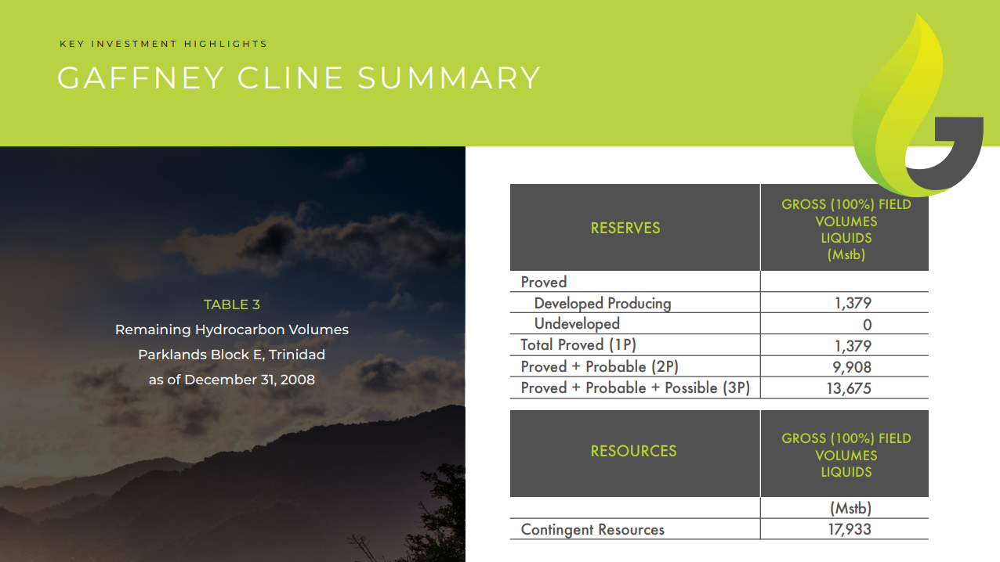 KEY INVESTMENT HIGHLIGHTS
GAFFNEY CLINE SUMMARY
TABLE 3
Remaining Hydrocarbon Volumes
Parklands Block E, Trinidad
as of December 31, 2008
RESERVES
GROSS (100%) FIELD
VOLUMES
LIQUIDS
(Mstb)
Proved
Developed Producing 1,379
Undeveloped 0
Total Proved (1P) 1,379
Proved + Probable (2P) 9,908
Proved + Probable + Possible (3P) 13,675
RESOURCES
GROSS (100%) FIELD
VOLUMES
LIQUIDS
(Mstb)
Contingent Resources 17,933